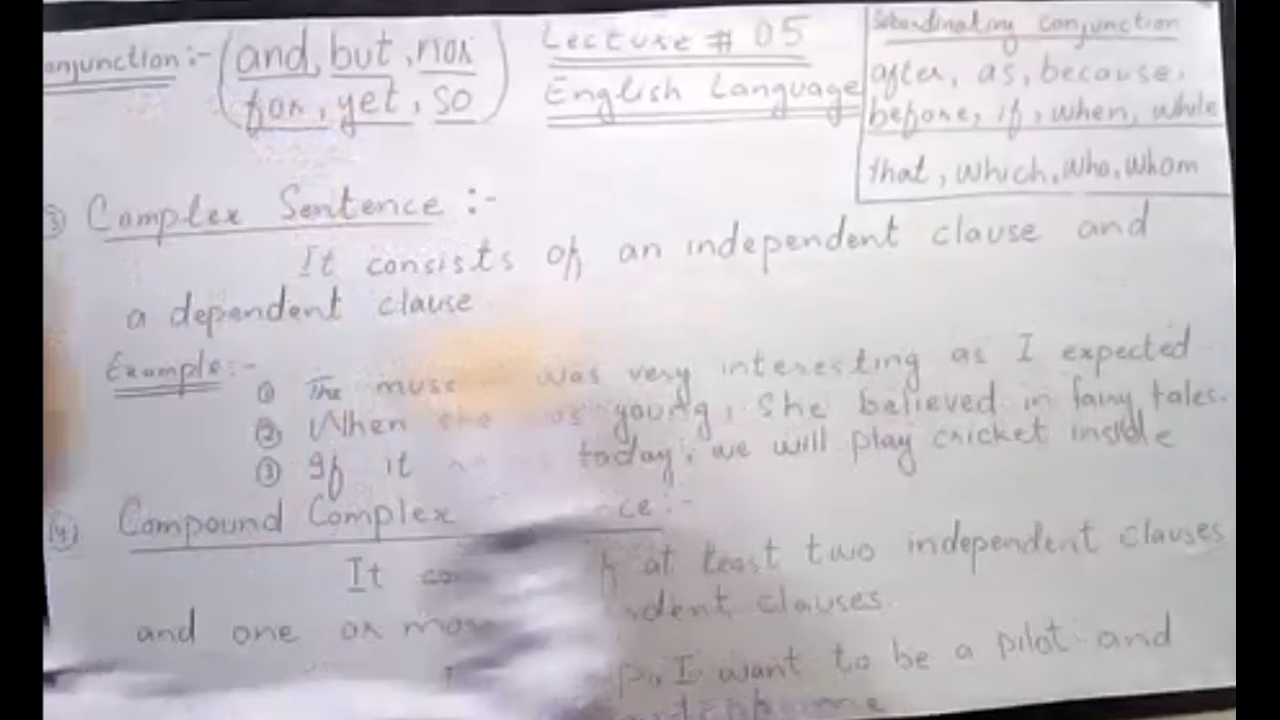 onjunction:- (and, but, nor
for, yet, so)
Lecture # 05
English Language
Subordinating conjunction
after, as, because,
before, if, when, while
that, which, who, whom
3) Complex Sentence :-
It consists of an independent clause and
a dependent clause.
Example:-
① The muse was very interesting as I expected
② When she as young, she believed in fairy tales.
③ If it today, we will play cricket inside
Compound Complex ce :-
It at least two independent clauses
and one or dent clauses.
I want to be a pilot and